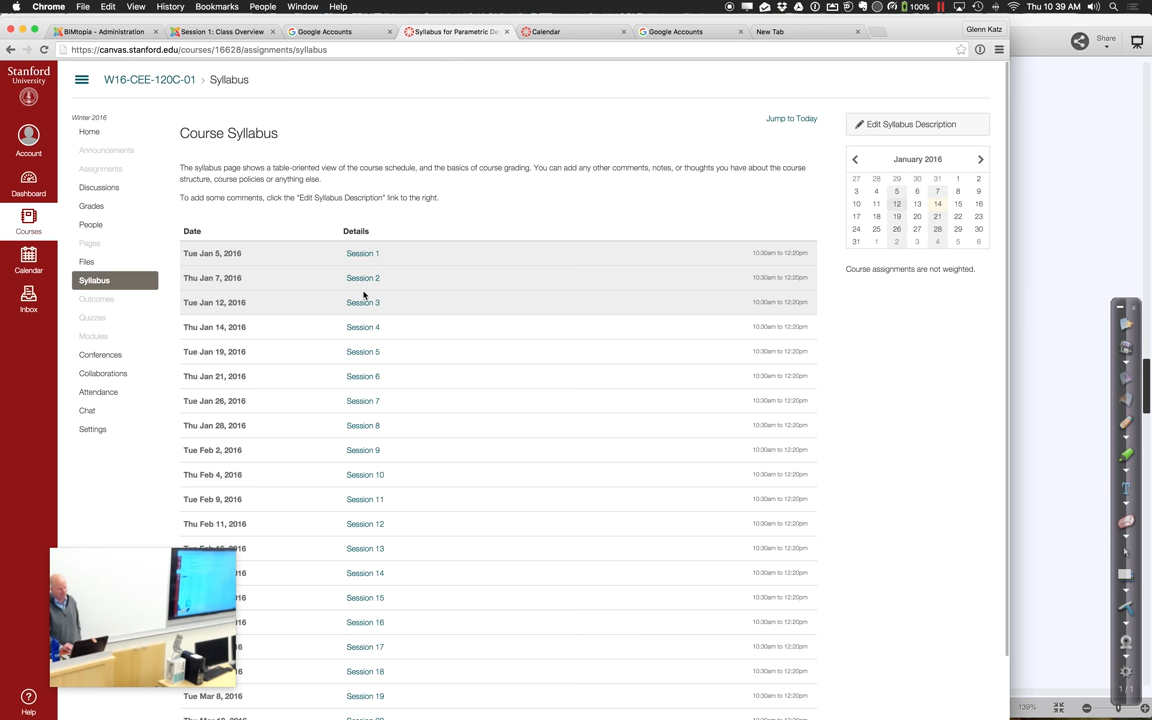 Chrome File Edit View History Bookmarks People Window Help
100% Thu 10 39 AM
BIMtopia - Administration
Session 1: Class Overview
Google Accounts
Syllabus for Parametric De
Calendar
Google Accounts
New Tab
Glenn Katz
https://canvas.stanford.edu/courses/16628/assignments/syllabus
Share
Stanford
University
Account
Dashboard
Courses
Calendar
Inbox
Help
W16-CEE-120C-01 › Syllabus
Winter 2016
Home
Announcements
Assignments
Discussions
Grades
People
Pages
Files
Syllabus
Outcomes
Quizzes
Modules
Conferences
Collaborations
Attendance
Chat
Settings
Jump to Today
Course Syllabus
The syllabus page shows a table-oriented view of the course schedule, and the basics of course grading. You can add any other comments, notes, or thoughts you have about the course
structure, course policies or anything else.
To add some comments, click the "Edit Syllabus Description" link to the right.
Date Details
Tue Jan 5, 2016 Session 1 10:30am to 12:20pm
Thu Jan 7, 2016 Session 2 10:30am to 12:20pm
Tue Jan 12, 2016 Session 3 10:30am to 12:20pm
Thu Jan 14, 2016 Session 4 10:30am to 12:20pm
Tue Jan 19, 2016 Session 5 10:30am to 12:20pm
Thu Jan 21, 2016 Session 6 10:30am to 12:20pm
Tue Jan 26, 2016 Session 7 10:30am to 12:20pm
Thu Jan 28, 2016 Session 8 10:30am to 12:20pm
Tue Feb 2, 2016 Session 9 10:30am to 12:20pm
Thu Feb 4, 2016 Session 10 10:30am to 12:20pm
Tue Feb 9, 2016 Session 11 10:30am to 12:20pm
Thu Feb 11, 2016 Session 12 10:30am to 12:20pm
Session 13 10:30am to 12:20pm
16 Session 14 10:30am to 12:20pm
16 Session 15 10:30am to 12:20pm
16 Session 16 10:30am to 12:20pm
6 Session 17 10:30am to 12:20pm
6 Session 18 10:30am to 12:20pm
Tue Mar 8, 2016 Session 19 10:30am to 12:20pm
Edit Syllabus Description
January 2016
27 28 29 30 31 1 2
3 4 5 6 7 8 9
10 11 12 13 14 15 16
17 18 19 20 21 22 23
24 25 26 27 28 29 30
31 1 2 3 4 5 6
Course assignments are not weighted.
1 / 1
139%